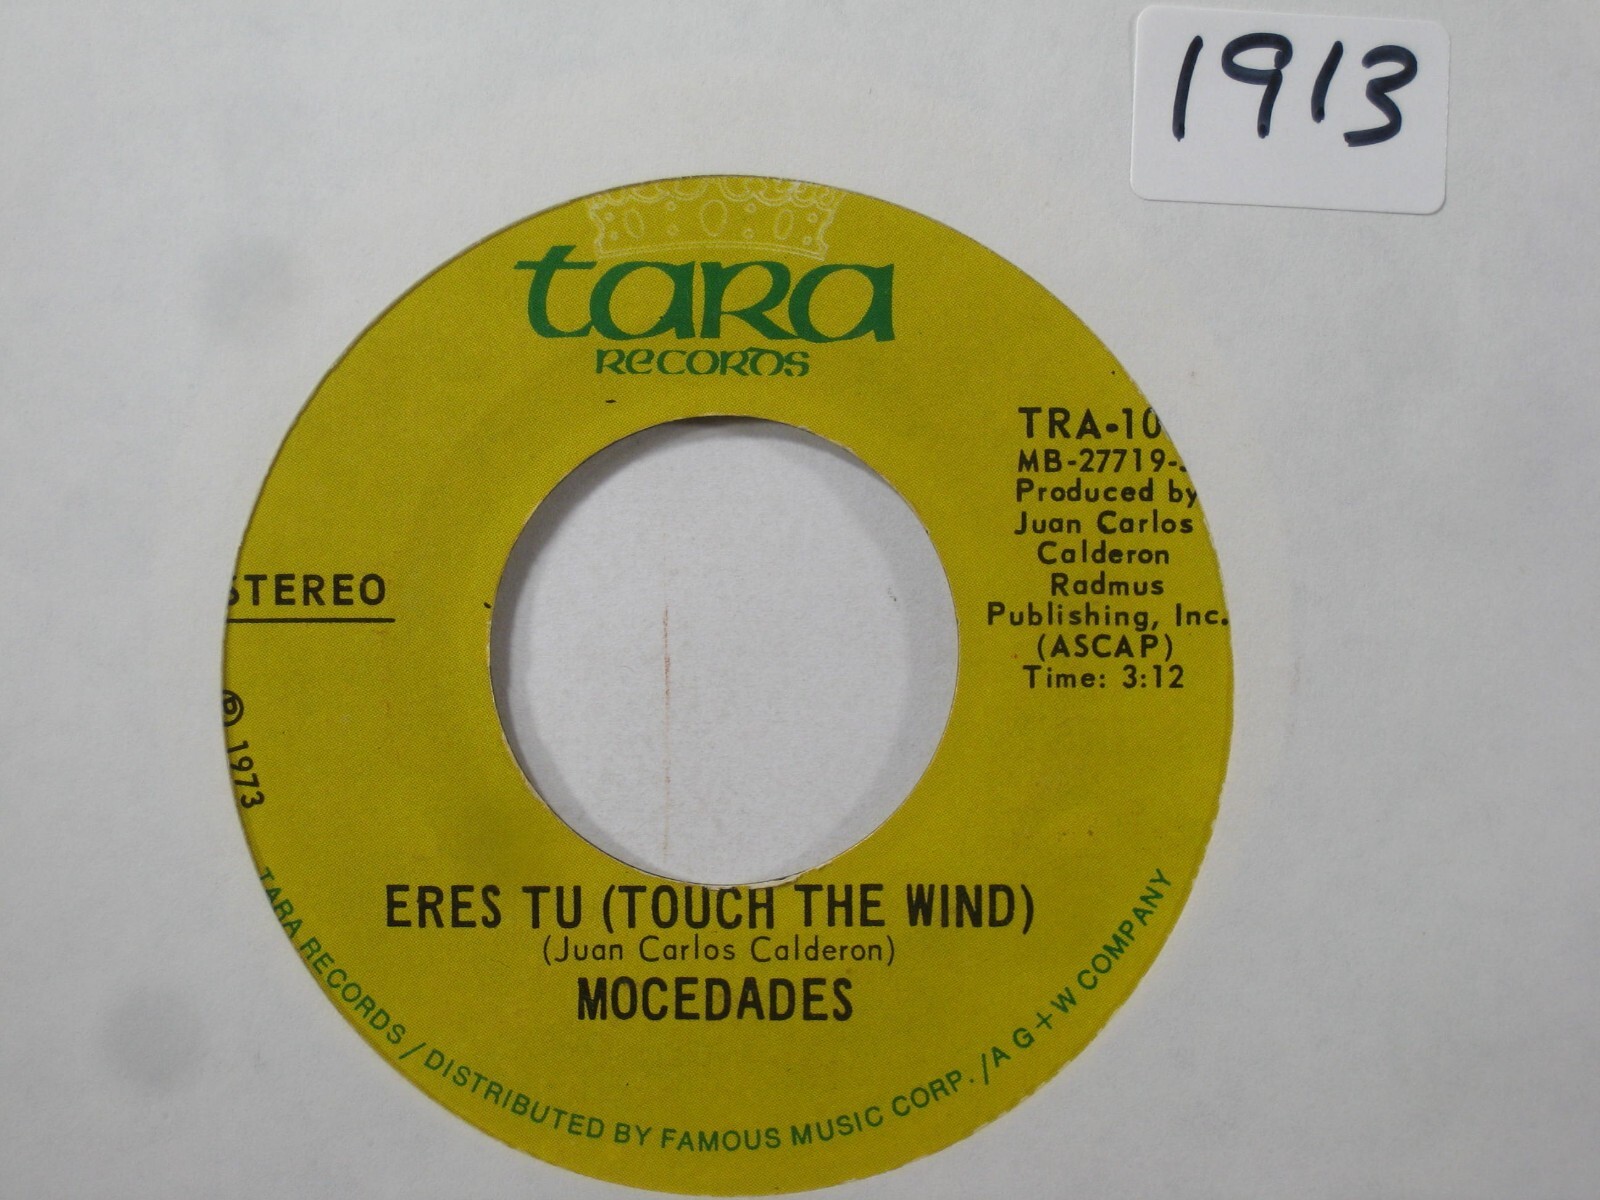 1913
taRa
RecoRds
TRA-10
MB-27719-
Produced by
Juan Carlos
Calderon
Radmus
Publishing, Inc.
(ASCAP)
Time: 3:12
STEREO
℗ 1973
ERES TU (TOUCH THE WIND)
(Juan Carlos Calderon)
MOCEDADES
TARA RECORDS / DISTRIBUTED BY FAMOUS MUSIC CORP. / A G+W COMPANY